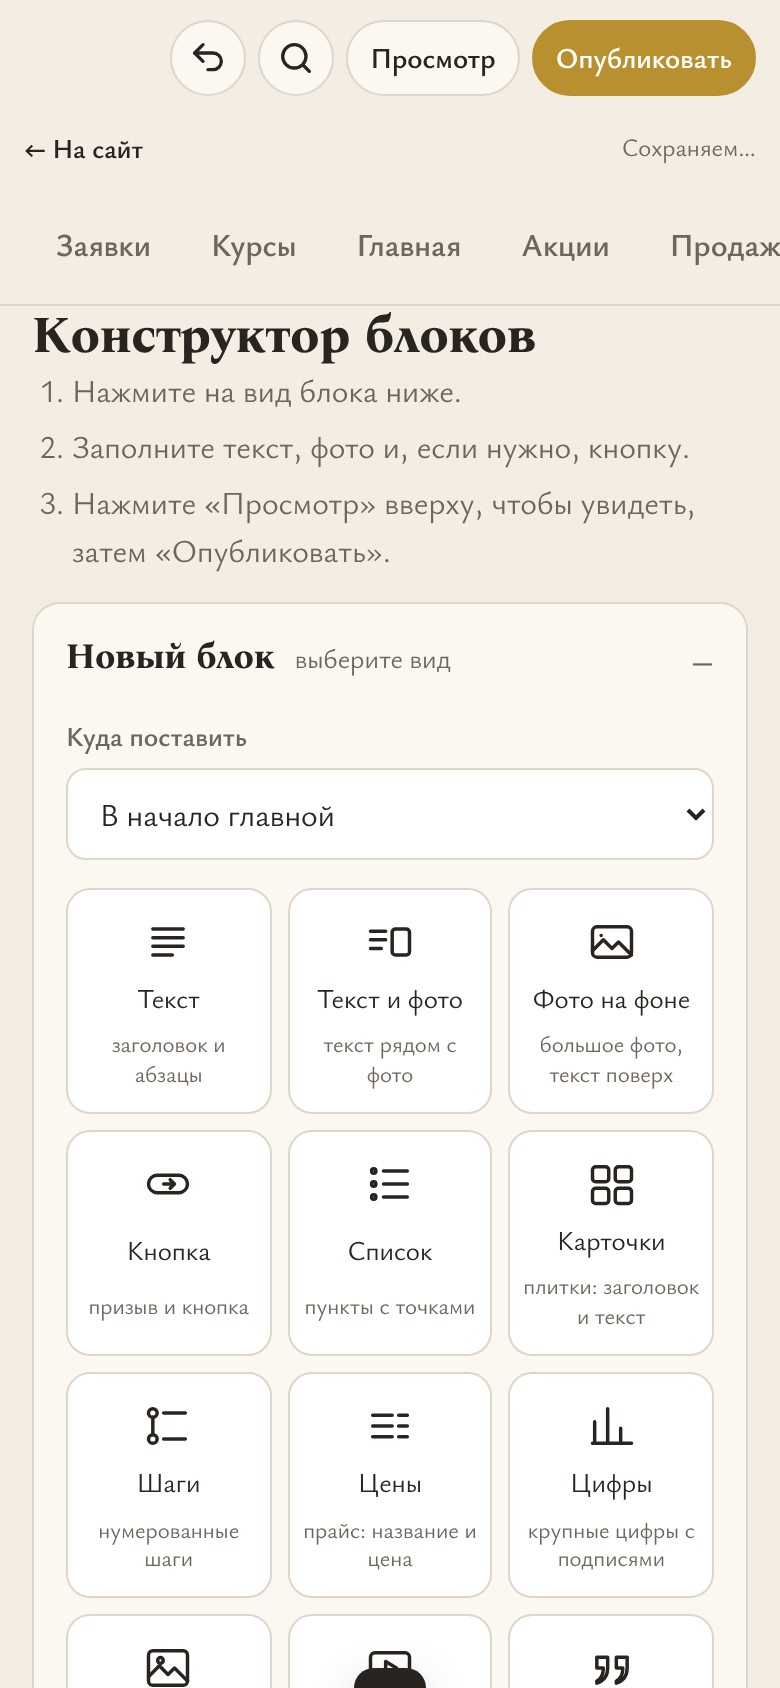 Просмотр
Опубликовать
← На сайт
Сохраняем...
Заявки
Курсы
Главная
Акции
Продаж
Конструктор блоков
1. Нажмите на вид блока ниже.
2. Заполните текст, фото и, если нужно, кнопку.
3. Нажмите «Просмотр» вверху, чтобы увидеть,
затем «Опубликовать».
Новый блок выберите вид
Куда поставить
В начало главной
Текст
заголовок и
абзацы
Текст и фото
текст рядом с
фото
Фото на фоне
большое фото,
текст поверх
Кнопка
призыв и кнопка
Список
пункты с точками
Карточки
плитки: заголовок
и текст
Шаги
нумерованные
шаги
Цены
прайс: название и
цена
Цифры
крупные цифры с
подписями